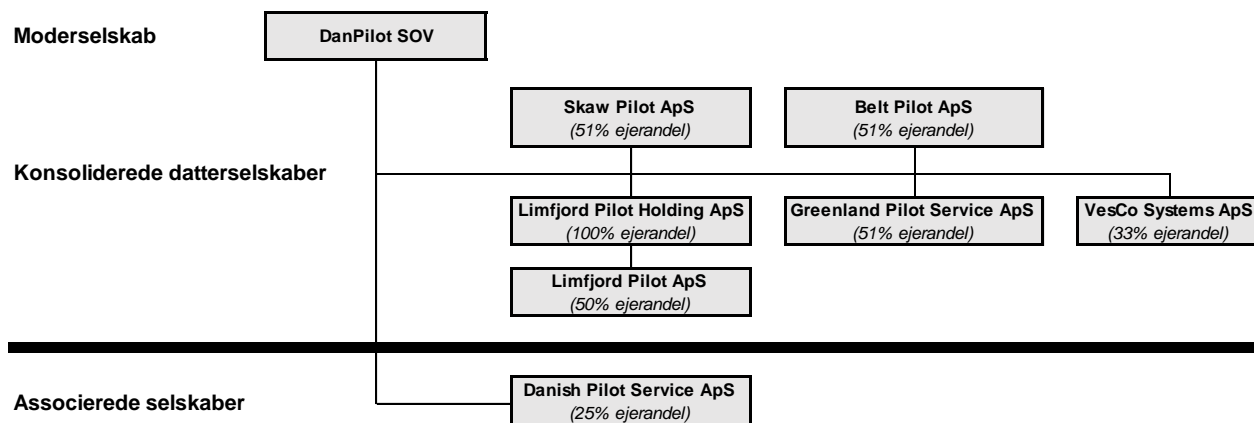 Moderselskab
DanPilot SOV
Skaw Pilot ApS
(51% ejerandel)
Belt Pilot ApS
(51% ejerandel)
Konsoliderede datterselskaber
Limfjord Pilot Holding ApS
(100% ejerandel)
Greenland Pilot Service ApS
(51% ejerandel)
VesCo Systems ApS
(33% ejerandel)
Limfjord Pilot ApS
(50% ejerandel)
Associerede selskaber
Danish Pilot Service ApS
(25% ejerandel)